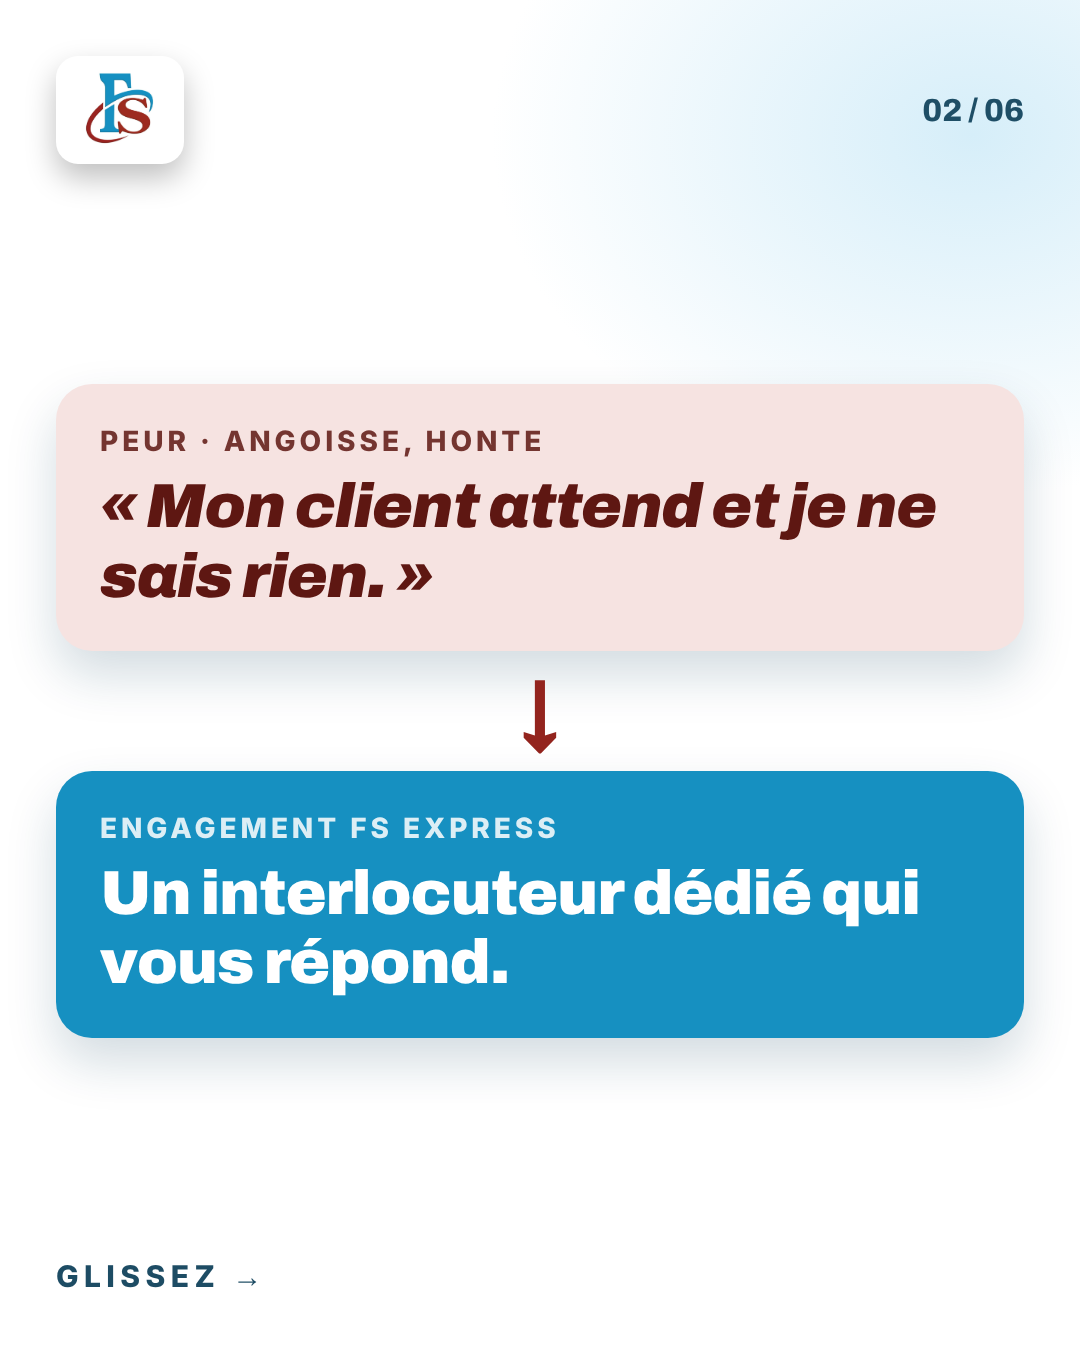 FS
02 / 06
PEUR · ANGOISSE, HONTE
« Mon client attend et je ne
sais rien. »
↓
ENGAGEMENT FS EXPRESS
Un interlocuteur dédié qui
vous répond.
GLISSEZ →